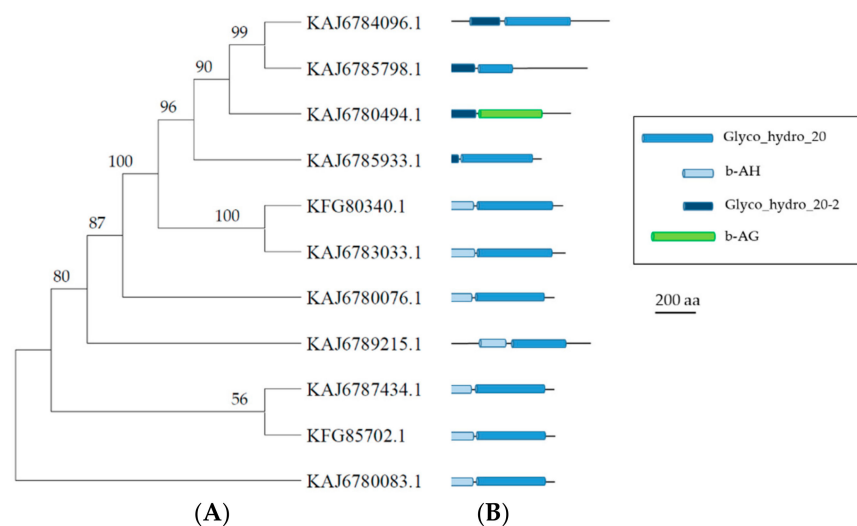 KAJ6784096.1
99
KAJ6785798.1
90
KAJ6780494.1
96
KAJ6785933.1
100
KFG80340.1
100
KAJ6783033.1
87
KAJ6780076.1
80
KAJ6789215.1
KAJ6787434.1
56
KFG85702.1
KAJ6780083.1
Glyco_hydro_20
b-AH
Glyco_hydro_20-2
b-AG
200 aa
(A) (B)